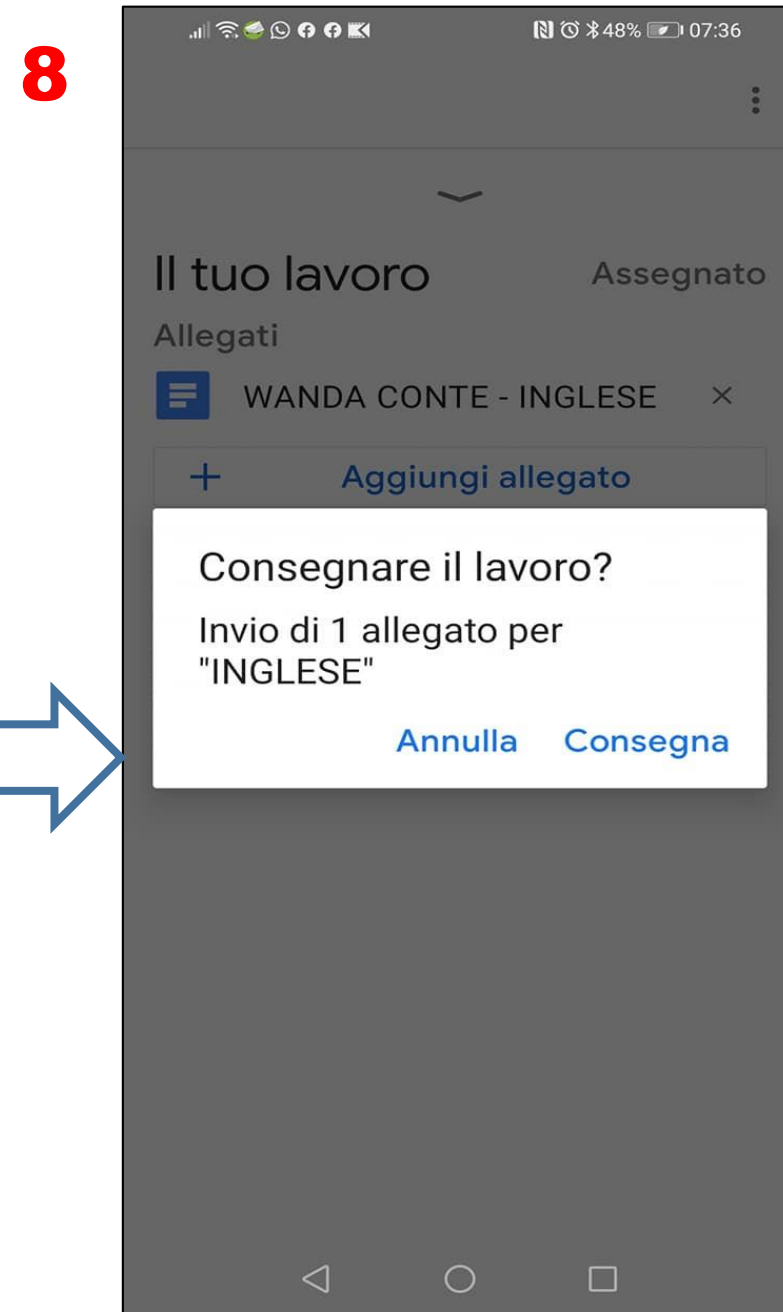 8
48% 07:36
Il tuo lavoro Assegnato
Allegati
WANDA CONTE - INGLESE ×
+ Aggiungi allegato
Consegnare il lavoro?
Invio di 1 allegato per
"INGLESE"
Annulla Consegna